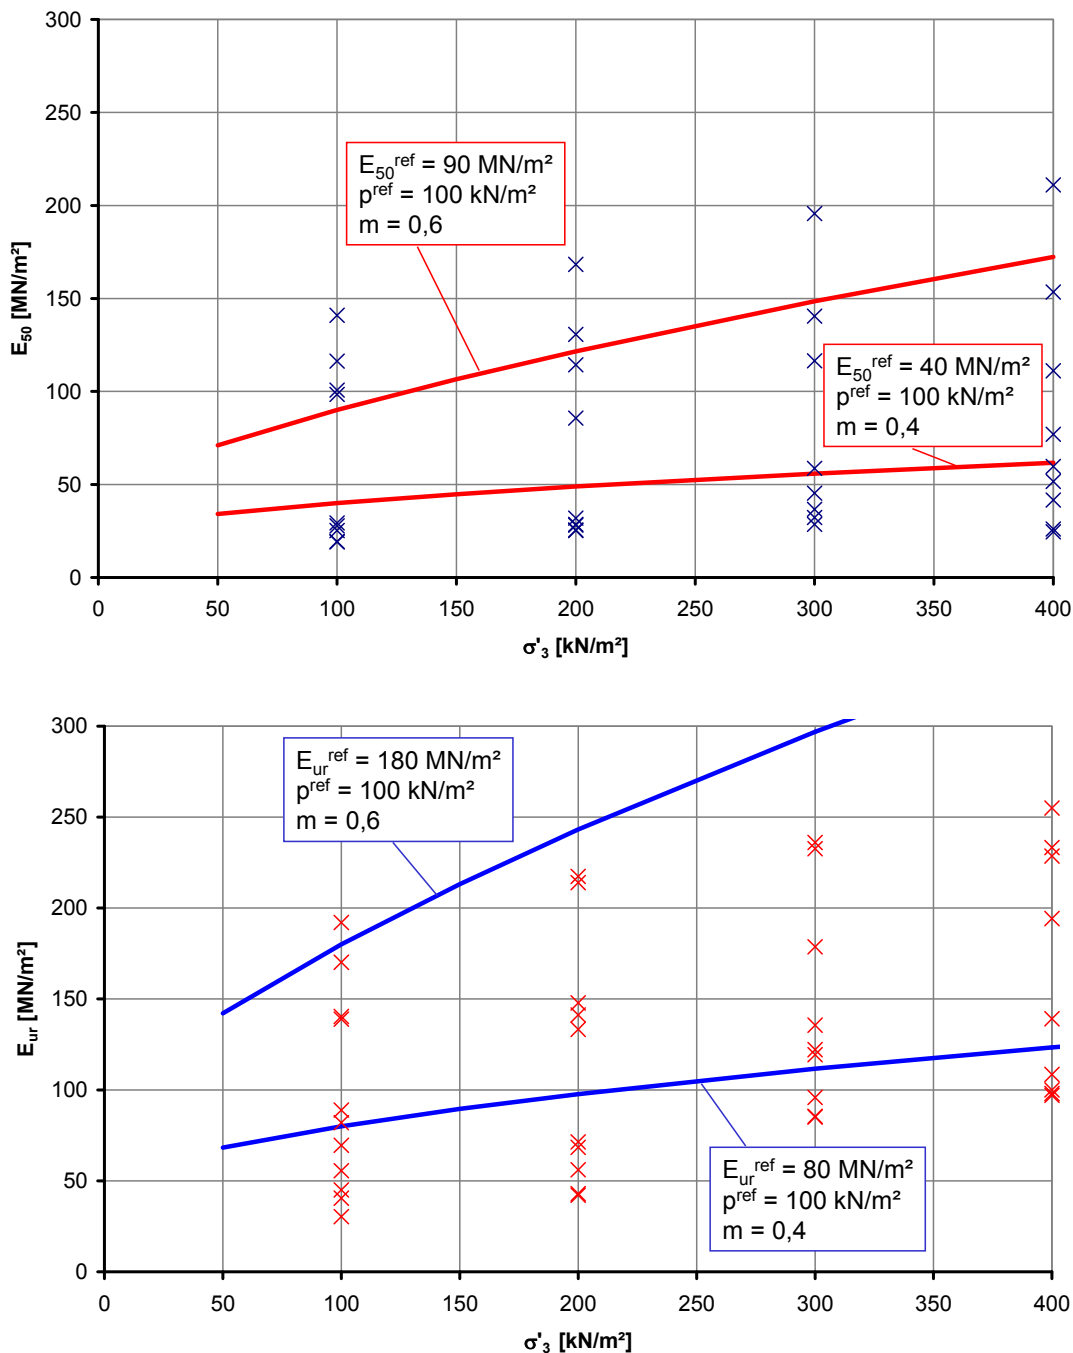 300
250
200
150
100
50
0
E50 [MN/m²]
E50ref = 90 MN/m²
pref = 100 kN/m²
m = 0,6
E50ref = 40 MN/m²
pref = 100 kN/m²
m = 0,4
0 50 100 150 200 250 300 350 400
σ'3 [kN/m²]
300
250
200
150
100
50
0
Eur [MN/m²]
Eurref = 180 MN/m²
pref = 100 kN/m²
m = 0,6
Eurref = 80 MN/m²
pref = 100 kN/m²
m = 0,4
0 50 100 150 200 250 300 350 400
σ'3 [kN/m²]